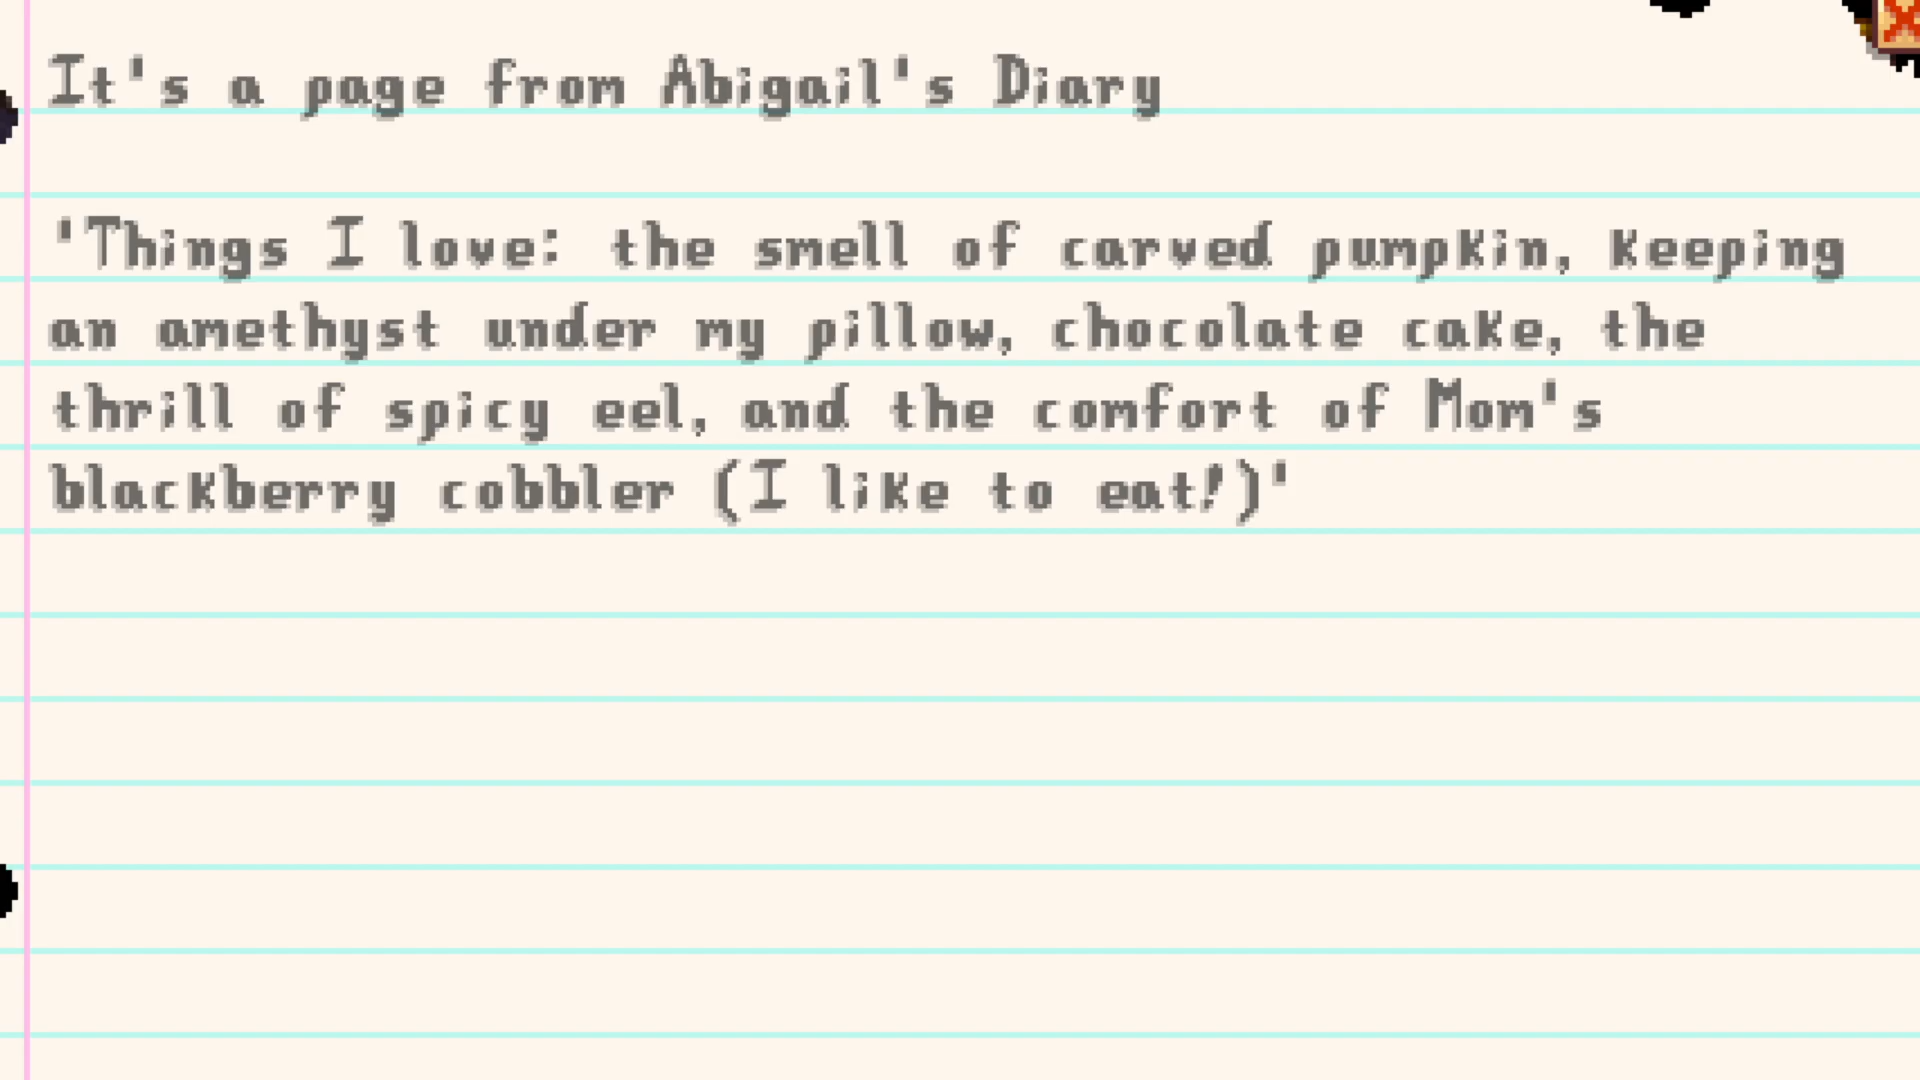 It's a page from Abigail's Diary
'Things I love: the smell of carved pumpkin, keeping
an amethyst under my pillow, chocolate cake, the
thrill of spicy eel, and the comfort of Mom's
blackberry cobbler (I like to eat!)'